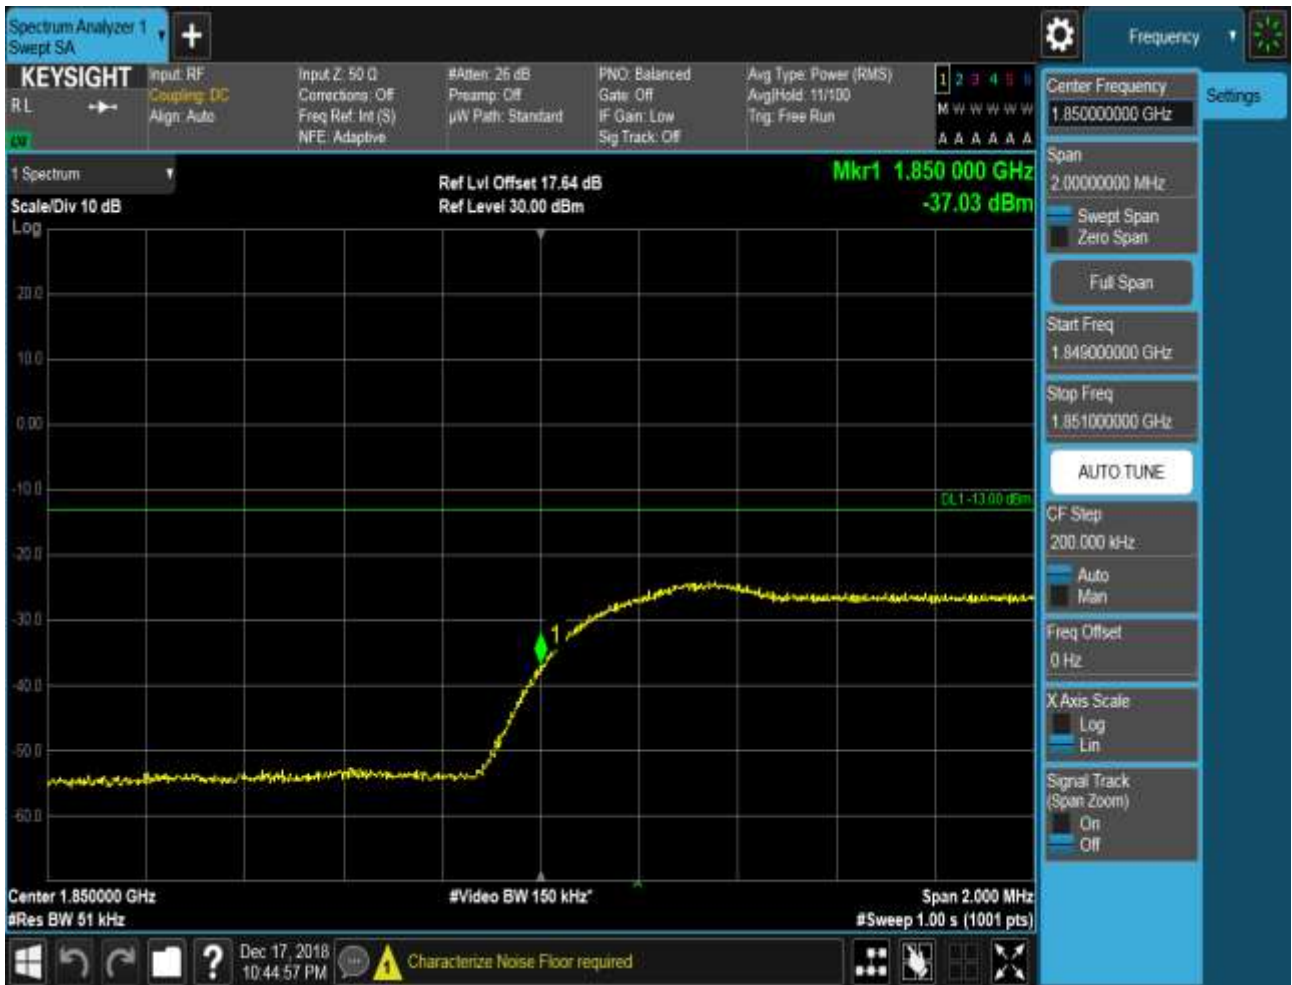 Spectrum Analyzer 1
Swept SA
Frequency
KEYSIGHT
RL
Input: RF
Coupling: DC
Align: Auto
Input Z: 50 Ω
Corrections: Off
Freq Ref: Int (S)
NFE: Adaptive
#Atten: 26 dB
Preamp: Off
µW Path: Standard
PNO: Balanced
Gate: Off
IF Gain: Low
Sig Track: Off
Avg Type: Power (RMS)
Avg|Hold: 11/100
Trig: Free Run
1 2 3 4 5 6
M W W W W W
A A A A A A
1 Spectrum
Scale/Div 10 dB
Log
Ref Lvl Offset 17.64 dB
Ref Level 30.00 dBm
Mkr1 1.850 000 GHz
-37.03 dBm
20.0
10.0
0.00
-10.0
DL1 -13.00 dBm
-20.0
-30.0
1
-40.0
-50.0
-60.0
Center 1.850000 GHz
#Video BW 150 kHz*
Span 2.000 MHz
#Res BW 51 kHz
#Sweep 1.00 s (1001 pts)
Center Frequency
1.850000000 GHz
Settings
Span
2.00000000 MHz
Swept Span
Zero Span
Full Span
Start Freq
1.849000000 GHz
Stop Freq
1.851000000 GHz
AUTO TUNE
CF Step
200.000 kHz
Auto
Man
Freq Offset
0 Hz
X Axis Scale
Log
Lin
Signal Track
(Span Zoom)
On
Off
?
Dec 17, 2018
10:44:57 PM
1
Characterize Noise Floor required